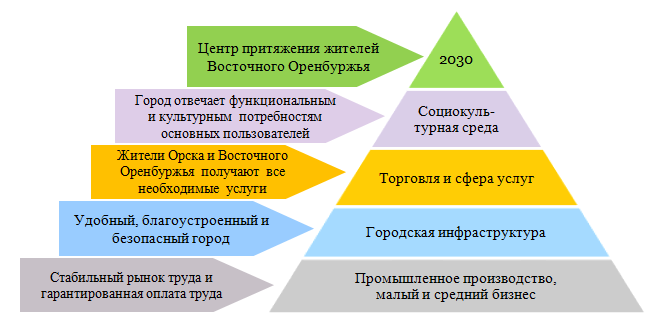 Центр притяжения жителей
Восточного Оренбуржья
2030
Город отвечает функциональным
и культурным потребностям
основных пользователей
Социокуль-
турная среда
Жители Орска и Восточного
Оренбуржья получают все
необходимые услуги
Торговля и сфера услуг
Удобный, благоустроенный и
безопасный город
Городская инфраструктура
Стабильный рынок труда и
гарантированная оплата труда
Промышленное производство,
малый и средний бизнес